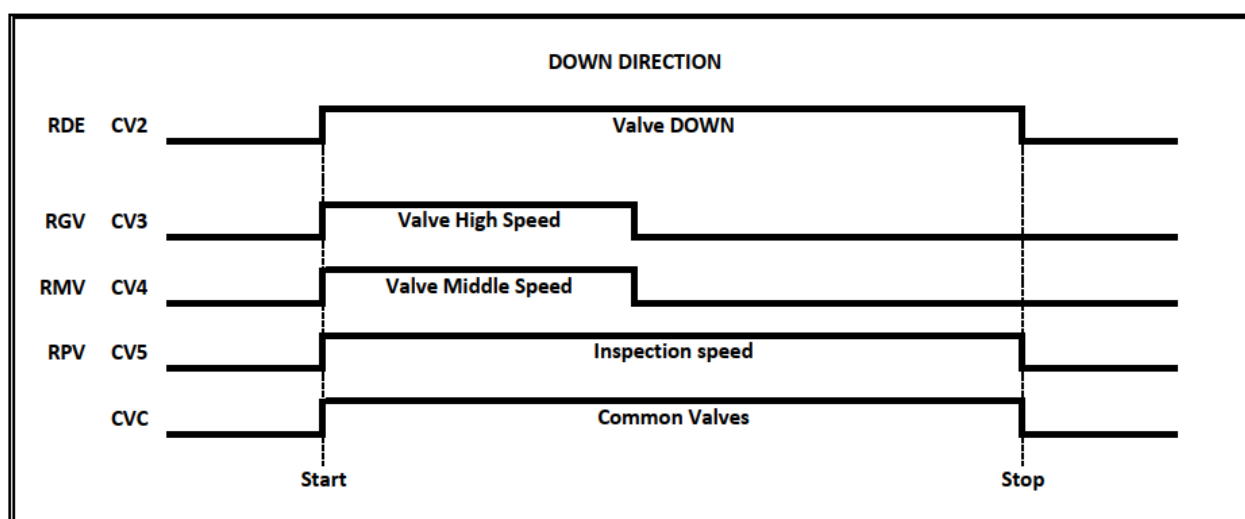 DOWN DIRECTION
RDE CV2 Valve DOWN
RGV CV3 Valve High Speed
RMV CV4 Valve Middle Speed
RPV CV5 Inspection speed
CVC Common Valves
Start Stop